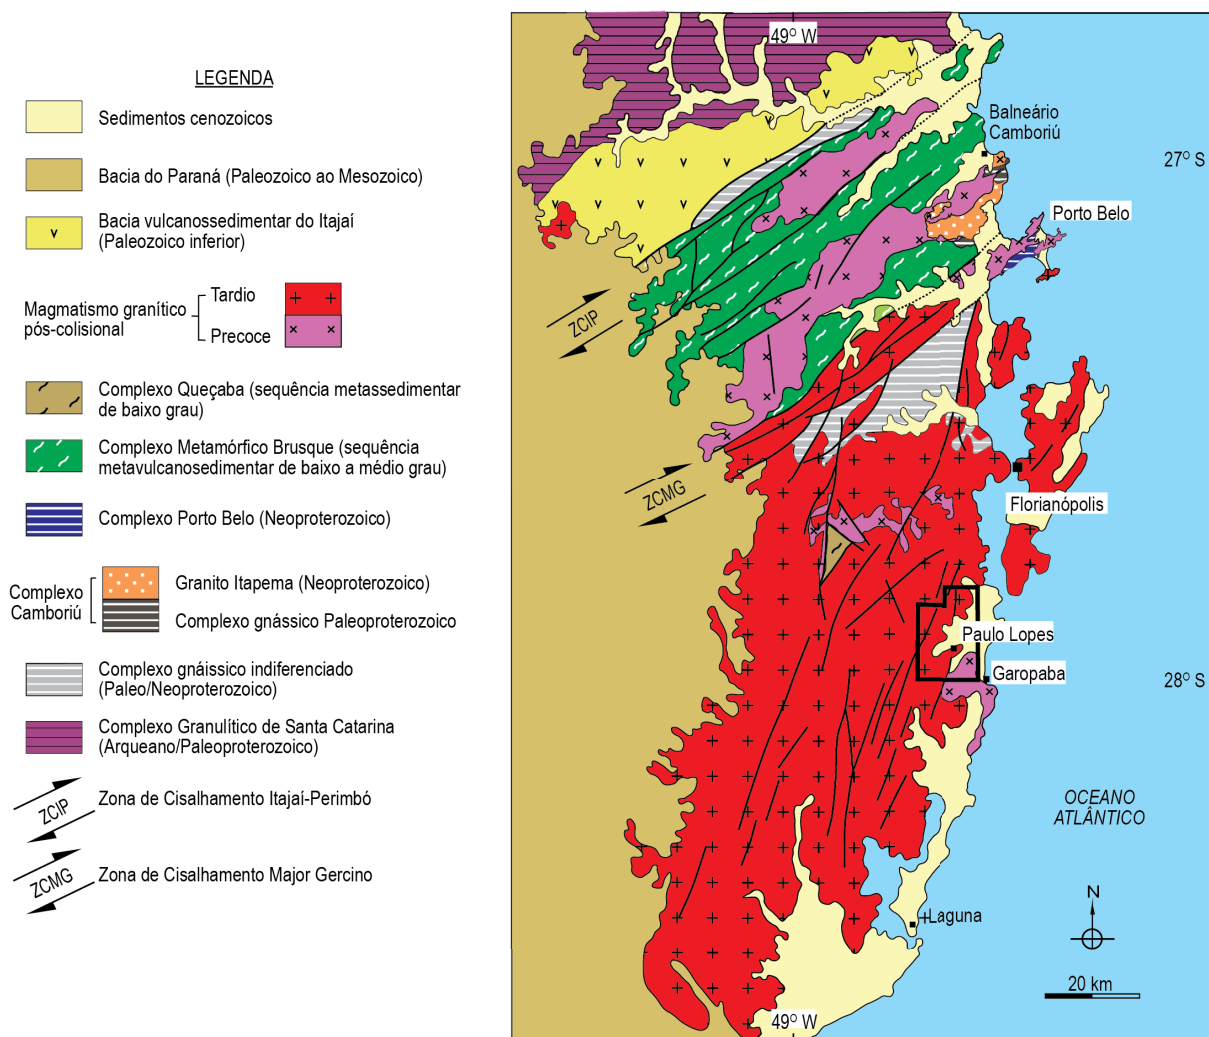 LEGENDA
Sedimentos cenozoicos
Bacia do Paraná (Paleozoico ao Mesozoico)
Bacia vulcanossedimentar do Itajaí
(Paleozoico inferior)
Magmatismo granítico
pós-colisional
Tardio
Precoce
Complexo Queçaba (sequência metassedimentar
de baixo grau)
Complexo Metamórfico Brusque (sequência
metavulcanosedimentar de baixo a médio grau)
Complexo Porto Belo (Neoproterozoico)
Complexo
Camboriú
Granito Itapema (Neoproterozoico)
Complexo gnássico Paleoproterozoico
Complexo gnáissico indiferenciado
(Paleo/Neoproterozoico)
Complexo Granulítico de Santa Catarina
(Arqueano/Paleoproterozoico)
ZCIP
Zona de Cisalhamento Itajaí-Perimbó
ZCMG
Zona de Cisalhamento Major Gercino
49° W
Balneário
Camboriú
27° S
Porto Belo
ZCIP
ZCMG
Florianópolis
Paulo Lopes
Garopaba
28° S
OCEANO
ATLÂNTICO
N
Laguna
20 km
49° W